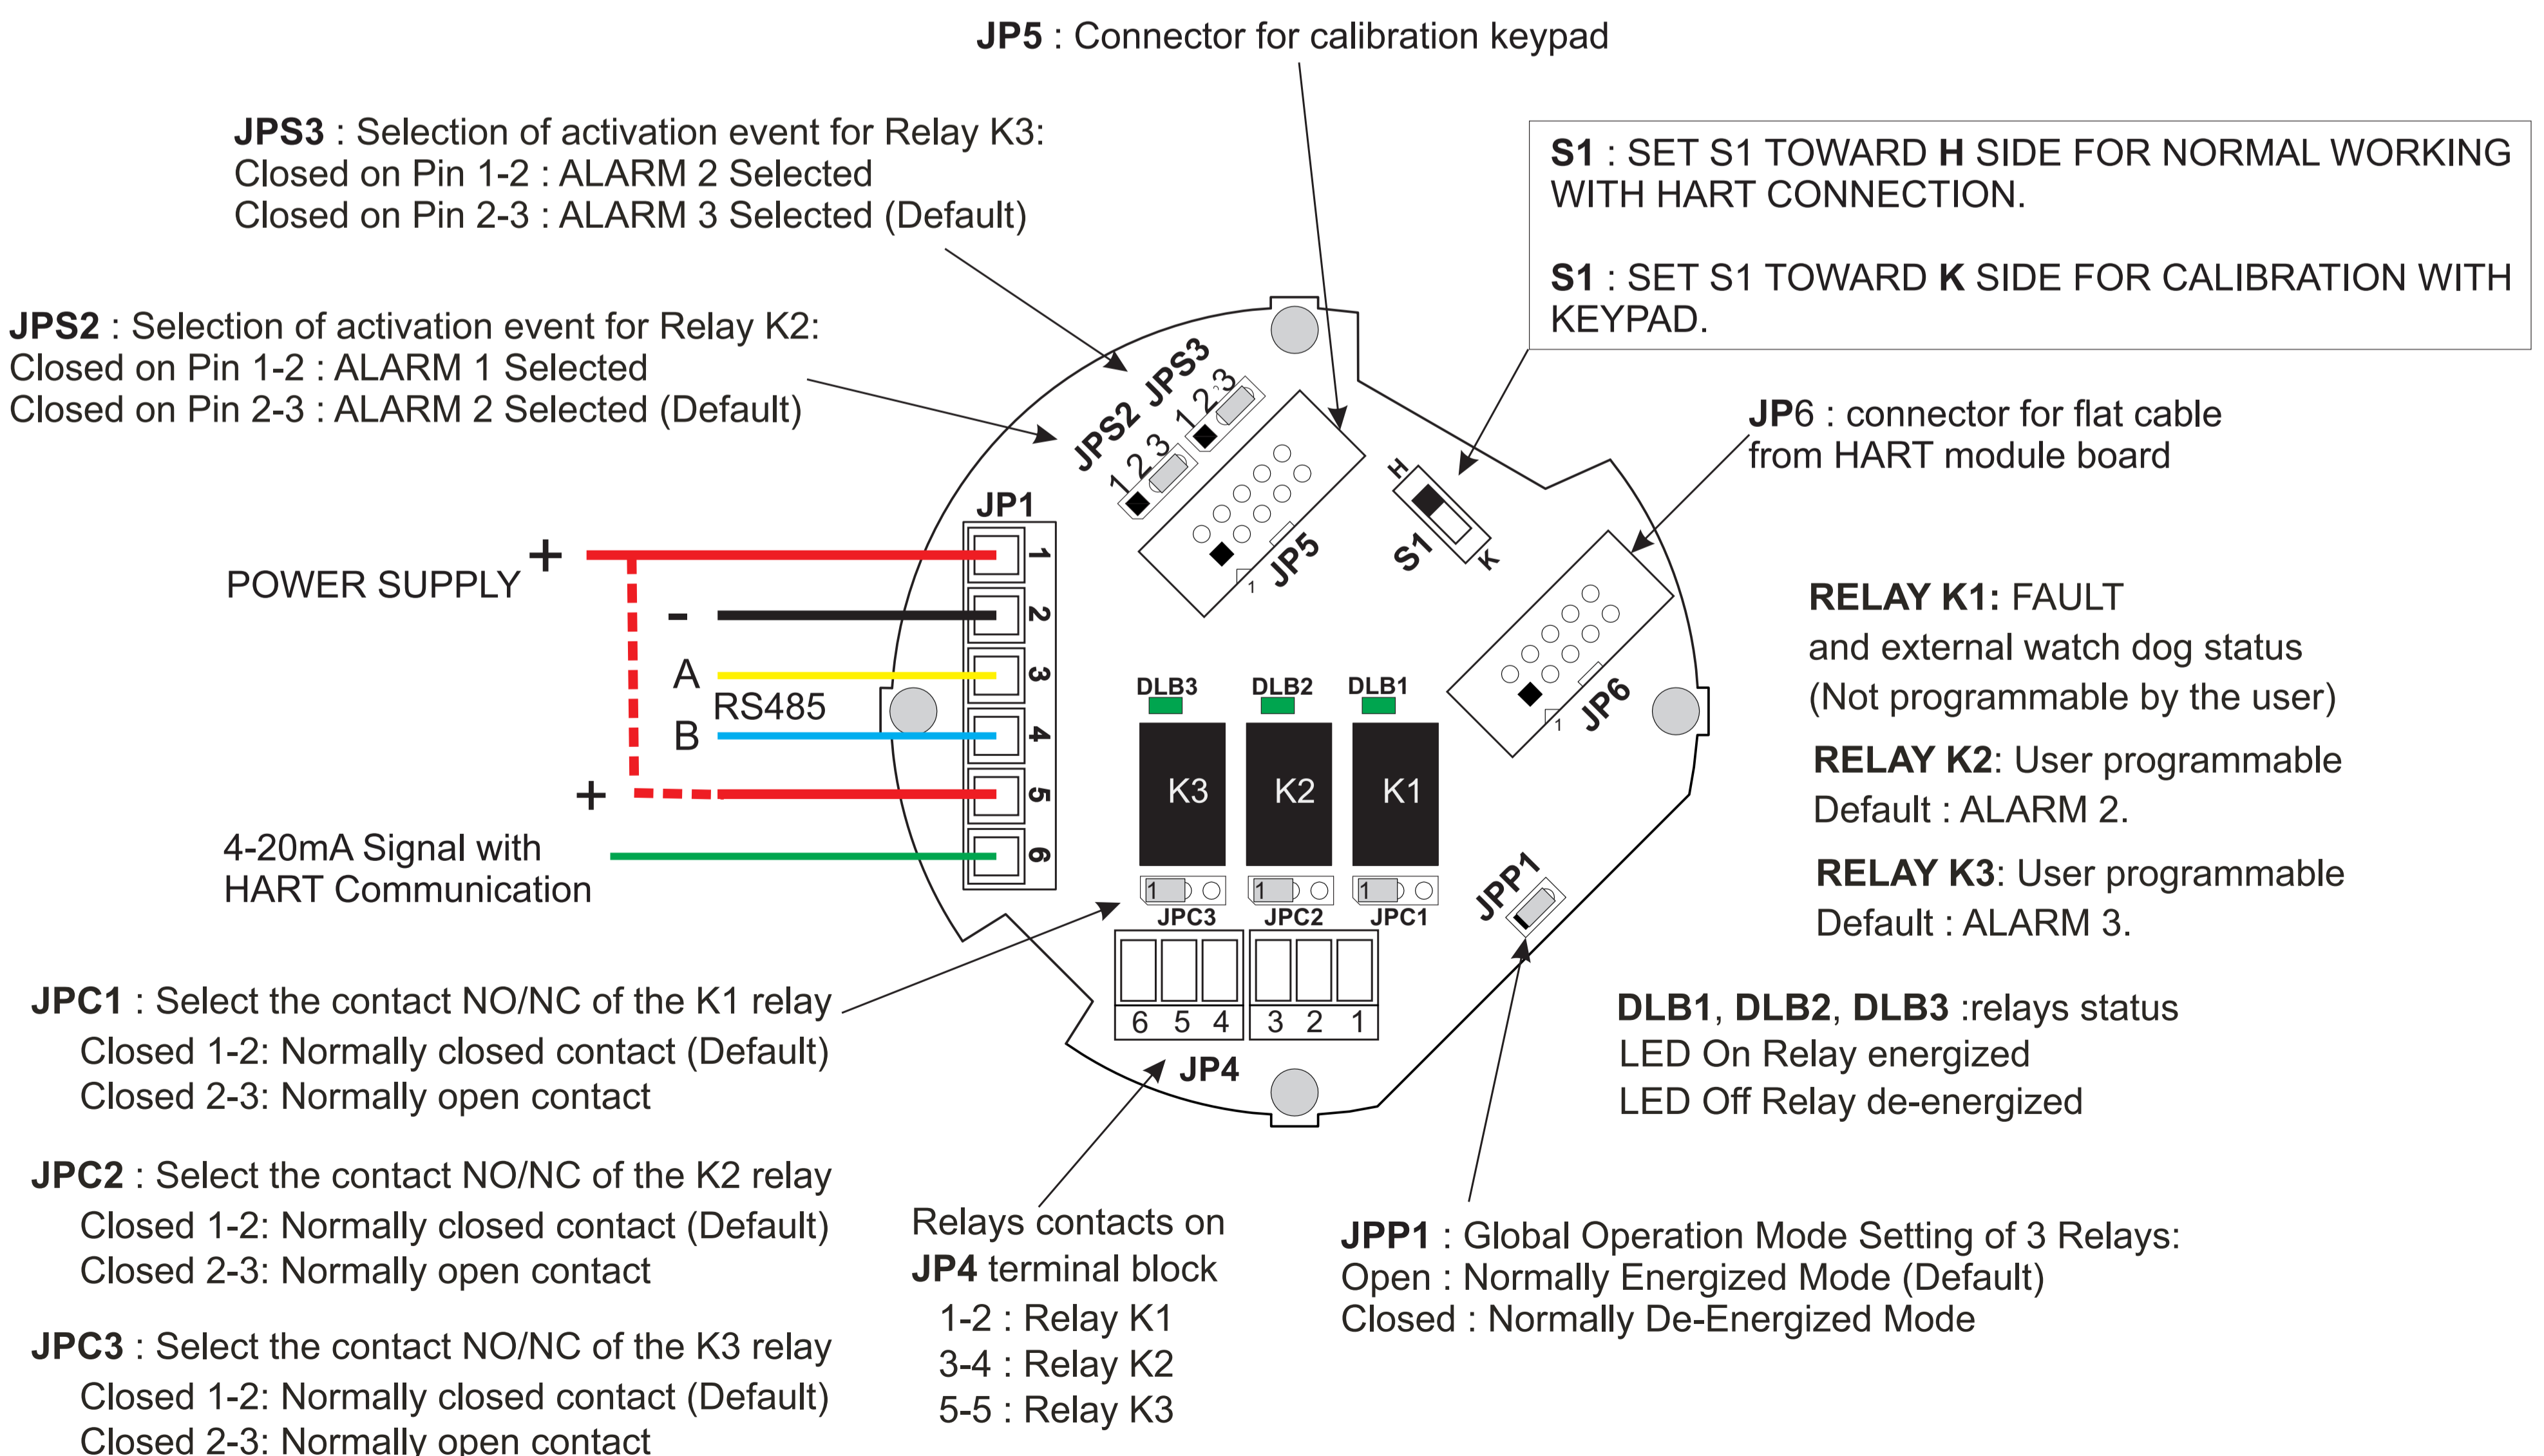 JP5 : Connector for calibration keypad
JPS3 : Selection of activation event for Relay K3:
Closed on Pin 1-2 : ALARM 2 Selected
Closed on Pin 2-3 : ALARM 3 Selected (Default)
S1 : SET S1 TOWARD H SIDE FOR NORMAL WORKING
WITH HART CONNECTION.
S1 : SET S1 TOWARD K SIDE FOR CALIBRATION WITH
KEYPAD.
JPS2 : Selection of activation event for Relay K2:
Closed on Pin 1-2 : ALARM 1 Selected
Closed on Pin 2-3 : ALARM 2 Selected (Default)
JP6 : connector for flat cable
from HART module board
JPS3
1 2 3
JPS2
1 2 3
JP5
1
H
S1
K
JP6
1
JP1
1
2
3
4
5
6
+
POWER SUPPLY
-
A
RS485
B
+
4-20mA Signal with
HART Communication
DLB3 DLB2 DLB1
K3 K2 K1
1 1 1
JPC3 JPC2 JPC1
JPP1
6 5 4 3 2 1
JP4
RELAY K1: FAULT
and external watch dog status
(Not programmable by the user)
RELAY K2: User programmable
Default : ALARM 2.
RELAY K3: User programmable
Default : ALARM 3.
DLB1, DLB2, DLB3 :relays status
LED On Relay energized
LED Off Relay de-energized
JPC1 : Select the contact NO/NC of the K1 relay
Closed 1-2: Normally closed contact (Default)
Closed 2-3: Normally open contact
JPC2 : Select the contact NO/NC of the K2 relay
Closed 1-2: Normally closed contact (Default)
Closed 2-3: Normally open contact
JPC3 : Select the contact NO/NC of the K3 relay
Closed 1-2: Normally closed contact (Default)
Closed 2-3: Normally open contact
Relays contacts on
JP4 terminal block
1-2 : Relay K1
3-4 : Relay K2
5-5 : Relay K3
JPP1 : Global Operation Mode Setting of 3 Relays:
Open : Normally Energized Mode (Default)
Closed : Normally De-Energized Mode